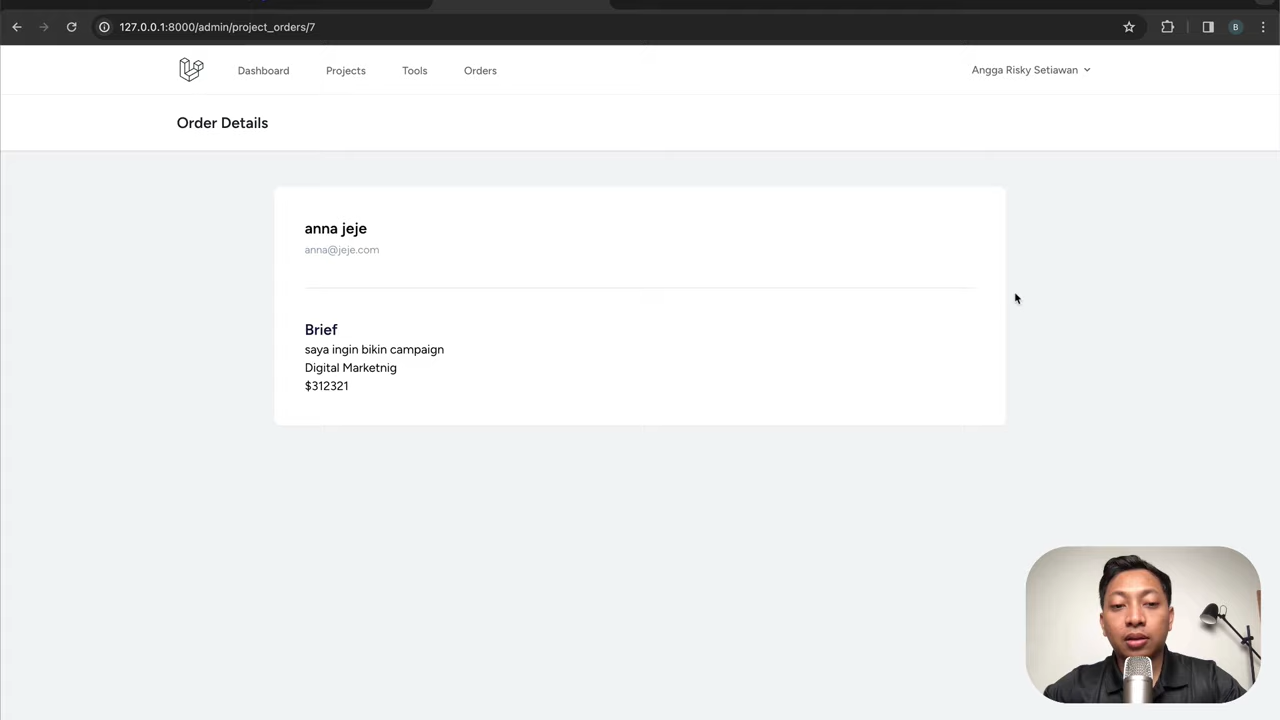 127.0.0.1:8000/admin/project_orders/7
B
Dashboard Projects Tools Orders
Angga Risky Setiawan
Order Details
anna jeje
anna@jeje.com
Brief
saya ingin bikin campaign
Digital Marketnig
$312321